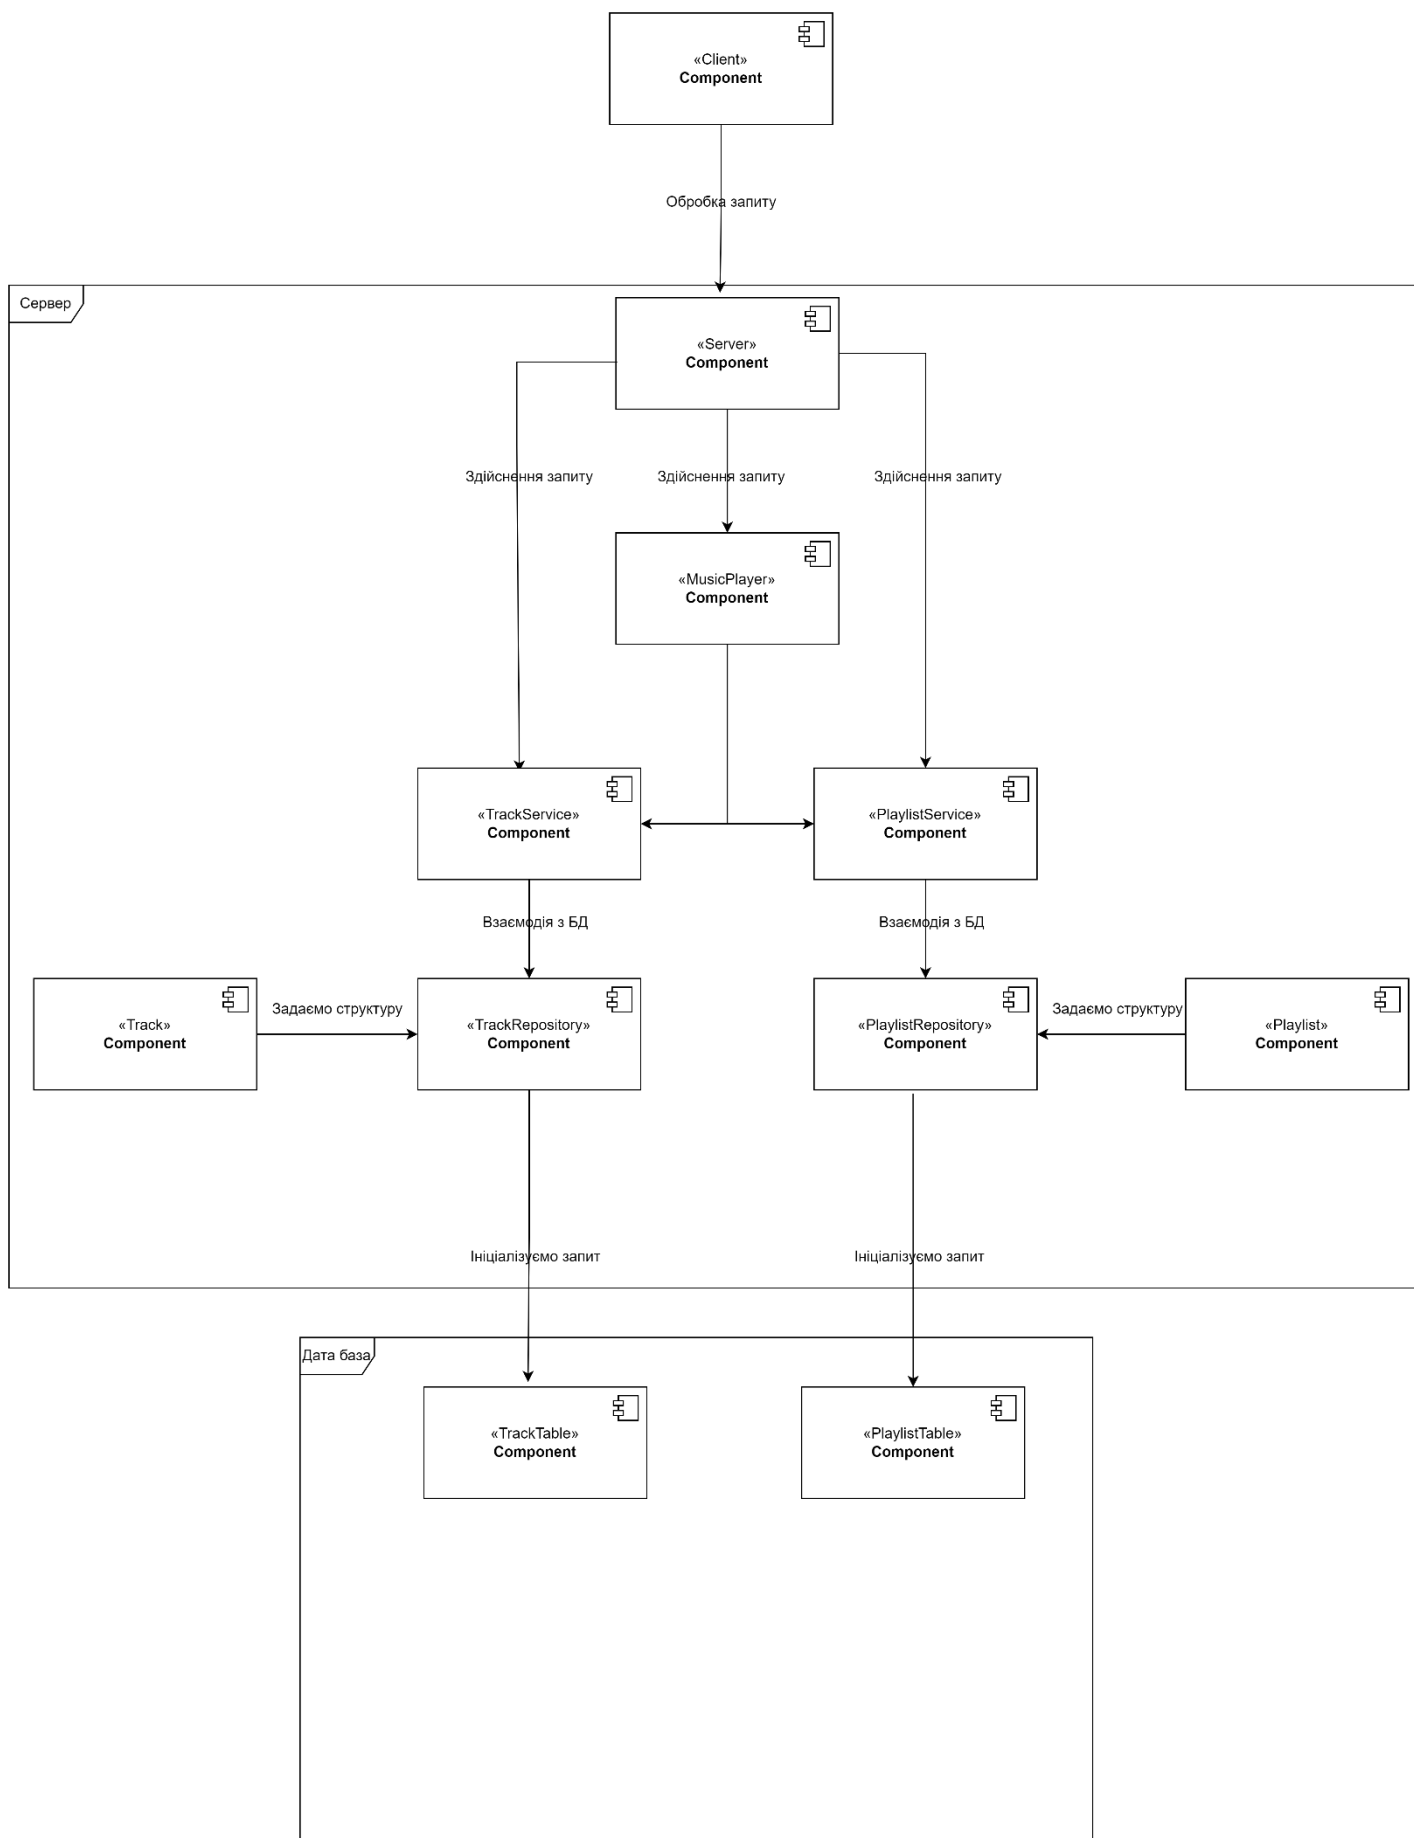 «Client»
Component
Обробка запиту
Сервер
«Server»
Component
Здійснення запиту
Здійснення запиту
Здійснення запиту
«MusicPlayer»
Component
«TrackService»
Component
«PlaylistService»
Component
Взаємодія з БД
Взаємодія з БД
«Track»
Component
Задаємо структуру
«TrackRepository»
Component
«PlaylistRepository»
Component
Задаємо структуру
«Playlist»
Component
Ініціалізуємо запит
Ініціалізуємо запит
Дата база
«TrackTable»
Component
«PlaylistTable»
Component